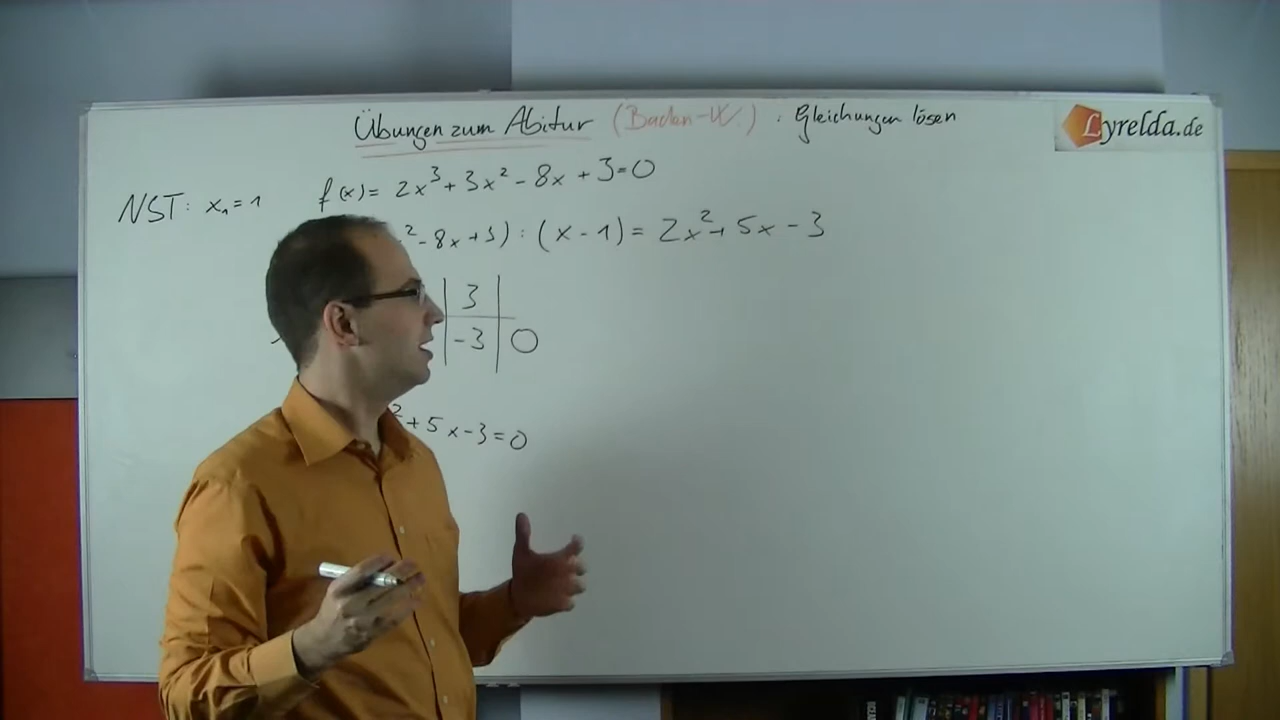 Übungen zum Abitur (Baden-W.) : Gleichungen lösen
Lyrelda.de
NST: x₁=1 f(x)= 2x³+3x²-8x+3=0
²-8x+3) : (x-1) = 2x²+5x-3
3
-3 0
²+5x-3=0